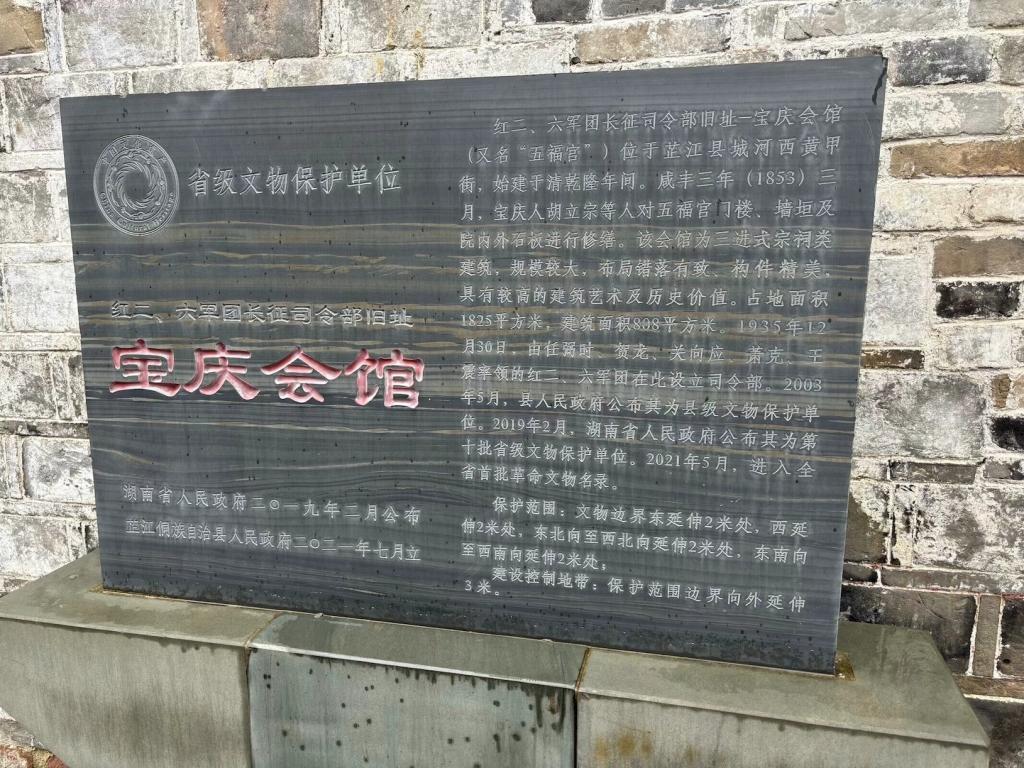 省级文物保护单位
红二、六军团长征司令部旧址
宝庆会馆
湖南省人民政府二〇一九年二月公布
芷江侗族自治县人民政府二〇二一年七月立
红二、六军团长征司令部旧址—宝庆会馆
（又名“五福宫”）位于芷江县城河西黄甲
街，始建于清乾隆年间。咸丰三年（1853）三
月，宝庆人胡立宗等人对五福宫门楼、墙垣及
院内外石板进行修缮。该会馆为三进式宗祠类
建筑，规模较大，布局错落有致、构件精美，
具有较高的建筑艺术及历史价值。占地面积
1825平方米，建筑面积808平方米。1935年12
月30日，由任弼时、贺龙、关向应、萧克、王
震率领的红二、六军团在此设立司令部。2003
年5月，县人民政府公布其为县级文物保护单
位。2019年2月，湖南省人民政府公布其为第
十批省级文物保护单位。2021年5月，进入全
省首批革命文物名录。
保护范围：文物边界东延伸2米处，西延
伸2米处，东北向至西北向延伸2米处，东南向
至西南向延伸2米处；
建设控制地带：保护范围边界向外延伸
3米。